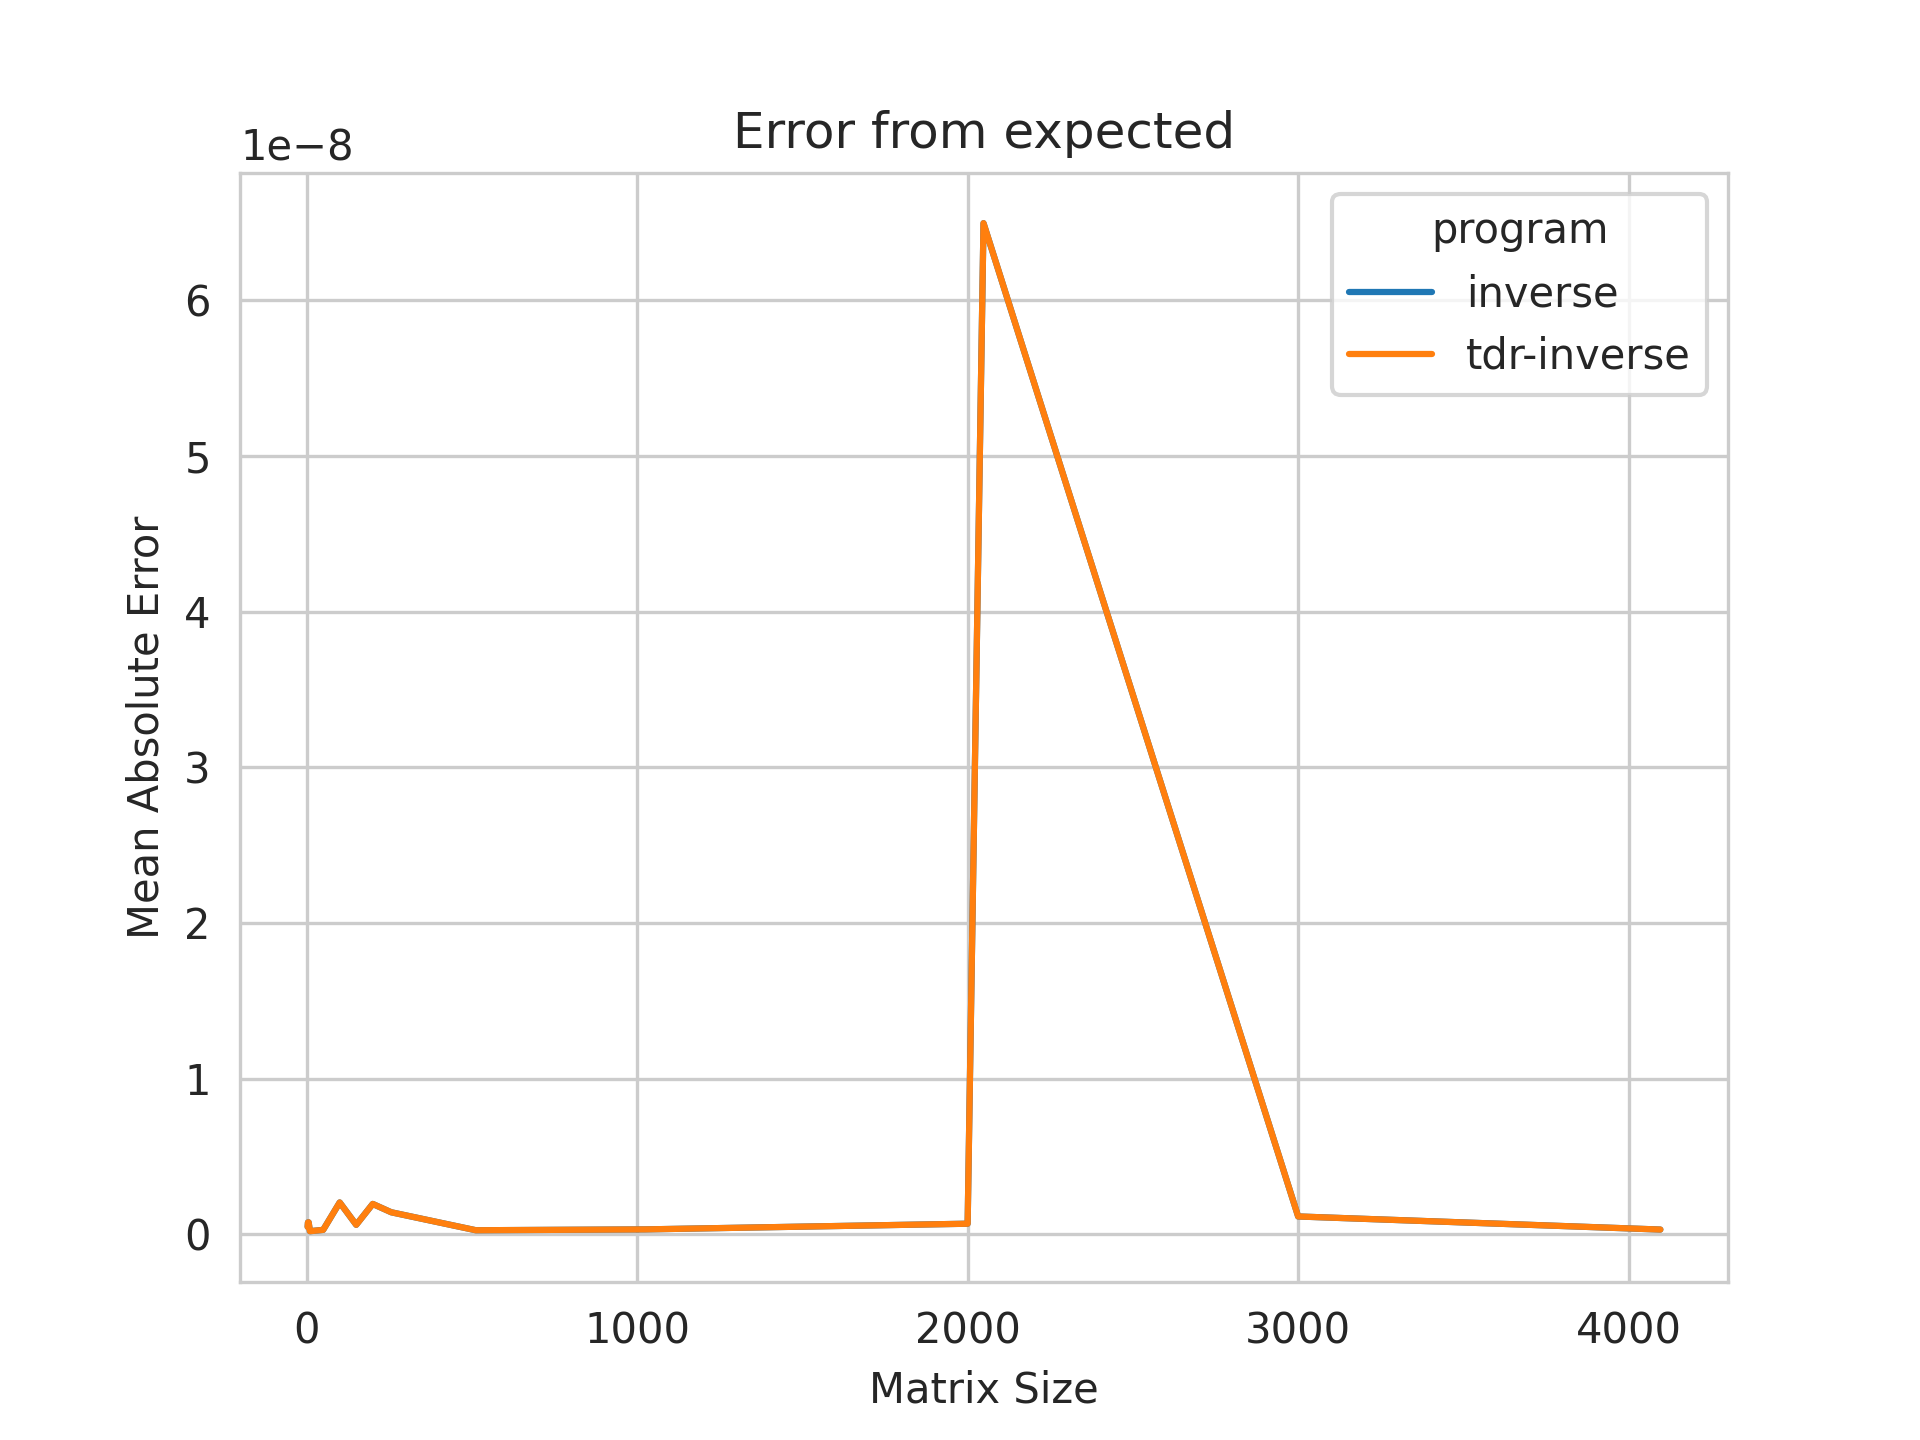 Error from expected
1e−8
program
inverse
tdr-inverse
Mean Absolute Error
6
5
4
3
2
1
0
0 1000 2000 3000 4000
Matrix Size